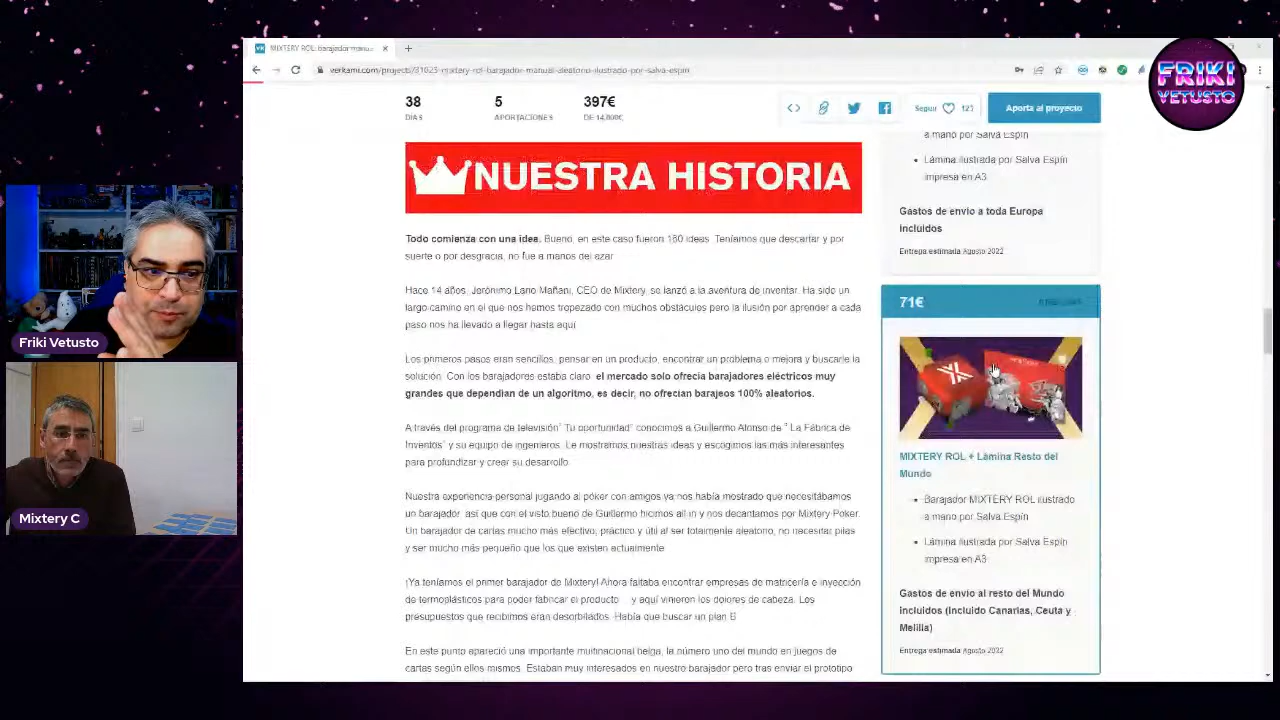 MIXTERY ROL: barajador manu...
verkami.com/projects/31023-mixtery-rol-barajador-manual-aleatorio-ilustrado-por-salva-espin
FRIKI
VETUSTO
38
DÍAS
5
APORTACIONES
397€
Seguir
121
Aporta al proyecto
NUESTRA HISTORIA
Todo comienza con una idea. Bueno, en este caso fueron 160 ideas. Teníamos que descartar y por
suerte o por desgracia, no fue a manos del azar
Hace 14 años, Jerónimo Lario Mañani, CEO de Mixtery, se lanzó a la aventura de inventar. Ha sido un
largo camino en el que nos hemos tropezado con muchos obstáculos pero la ilusión por aprender a cada
paso nos ha llevado a llegar hasta aquí
Los primeros pasos eran sencillos, pensar en un producto, encontrar un problema o mejora y buscarle la
solución. Con los barajadores estaba claro el mercado solo ofrecía barajadores eléctricos muy
grandes que dependían de un algoritmo, es decir, no ofrecían barajeos 100% aleatorios.
A través del programa de televisión" Tu oportunidad" conocimos a Guillermo Alonso de " La Fábrica de
Inventos" y su equipo de ingenieros. Le mostramos nuestras ideas y escogimos las más interesantes
para profundizar y crear su desarrollo
Nuestra experiencia personal jugando al póker con amigos ya nos había mostrado que necesitábamos
un barajador así que con el visto bueno de Guillermo hicimos all-in y nos decantamos por Mixtery Poker.
Un barajador de cartas mucho más efectivo, práctico y útil al ser totalmente aleatorio, no necesitar pilas
y ser mucho más pequeño que los que existen actualmente
¡Ya teníamos el primer barajador de Mixtery! Ahora faltaba encontrar empresas de matricería e inyección
de termoplásticos para poder fabricar el producto y aquí vinieron los dolores de cabeza. Los
presupuestos que recibimos eran desorbitados. Había que buscar un plan B
En este punto apareció una importante multinacional belga, la número uno del mundo en juegos de
cartas según ellos mismos. Estaban muy interesados en nuestro barajador pero tras enviar el prototipo
a mano por Salva Espín
Lámina ilustrada por Salva Espín
impresa en A3
Gastos de envío a toda Europa
incluidos
Entrega estimada Agosto 2022
71€
MIXTERY ROL + Lámina Resto del
Mundo
Barajador MIXTERY ROL ilustrado
a mano por Salva Espín
Lámina ilustrada por Salva Espín
impresa en A3
Gastos de envío al resto del Mundo
incluidos (Incluido Canarias, Ceuta y
Melilla)
Entrega estimada Agosto 2022
Friki Vetusto
Mixtery C